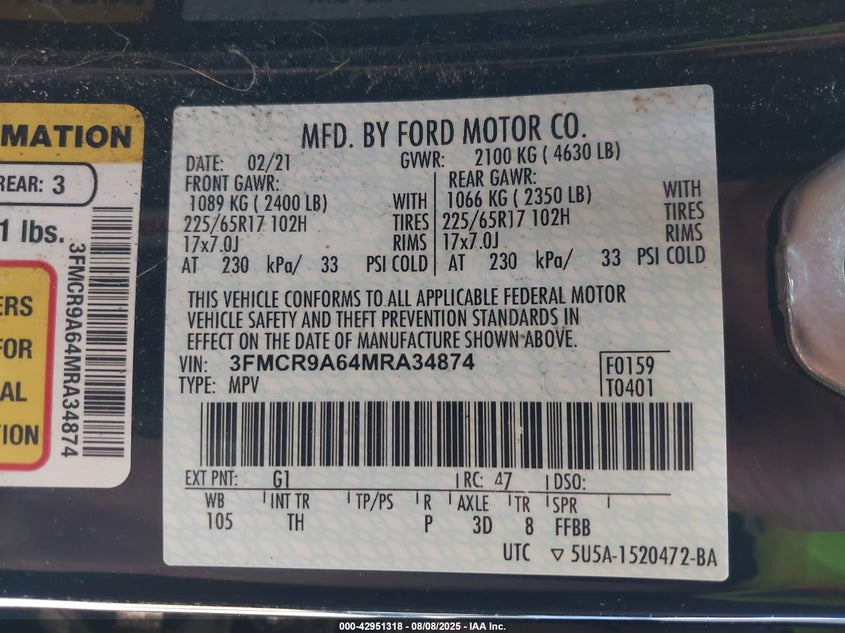 MATION
REAR: 3
1 lbs.
ERS
FOR
AL
TION
3FMCR9A64MRA34874
MFD. BY FORD MOTOR CO.
DATE: 02/21 GVWR: 2100 KG ( 4630 LB)
FRONT GAWR: REAR GAWR:
1089 KG ( 2400 LB) WITH 1066 KG ( 2350 LB) WITH
225/65R17 102H TIRES 225/65R17 102H TIRES
17x7.0J RIMS 17x7.0J RIMS
AT 230 kPa/ 33 PSI COLD AT 230 kPa/ 33 PSI COLD
THIS VEHICLE CONFORMS TO ALL APPLICABLE FEDERAL MOTOR
VEHICLE SAFETY AND THEFT PREVENTION STANDARDS IN
EFFECT ON THE DATE OF MANUFACTURE SHOWN ABOVE.
VIN: 3FMCR9A64MRA34874 F0159
TYPE: MPV T0401
EXT PNT: G1 RC: 47 DSO:
WB INT TR TP/PS R AXLE TR SPR
105 TH P 3D 8 FFBB
UTC ▽ 5U5A-1520472-BA
000-42951318 - 08/08/2025 - IAA Inc.